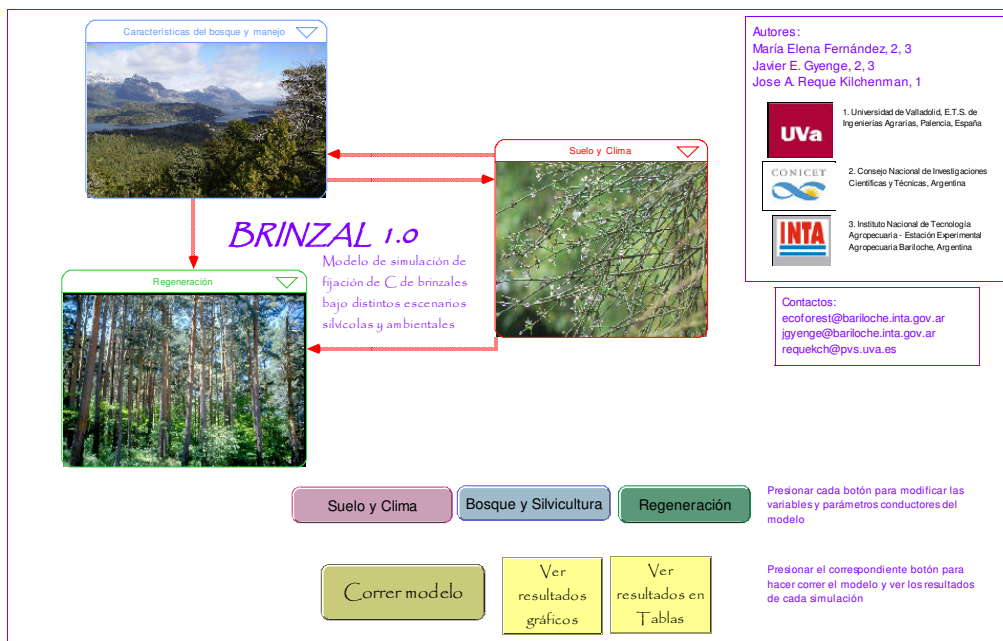 Características del bosque y manejo
Suelo y Clima
BRINZAL 1.0
Modelo de simulación de
fijación de C de brinzales
bajo distintos escenarios
silvícolas y ambientales
Regeneración
Autores:
María Elena Fernández, 2, 3
Javier E. Gyenge, 2, 3
Jose A. Reque Kilchenman, 1
UVa
1. Universidad de Valladolid, E.T.S. de
Ingenierías Agrarias, Palencia, España
CONICET
2. Consejo Nacional de Investigaciones
Científicas y Técnicas, Argentina
INTA
3. Instituto Nacional de Tecnología
Agropecuaria - Estación Experimental
Agropecuaria Bariloche, Argentina
Contactos:
ecoforest@bariloche.inta.gov.ar
jgyenge@bariloche.inta.gov.ar
requekch@pvs.uva.es
Suelo y Clima
Bosque y Silvicultura
Regeneración
Presionar cada botón para modificar las
variables y parámetros conductores del
modelo
Correr modelo
Ver
resultados
gráficos
Ver
resultados en
Tablas
Presionar el correspondiente botón para
hacer correr el modelo y ver los resultados
de cada simulación